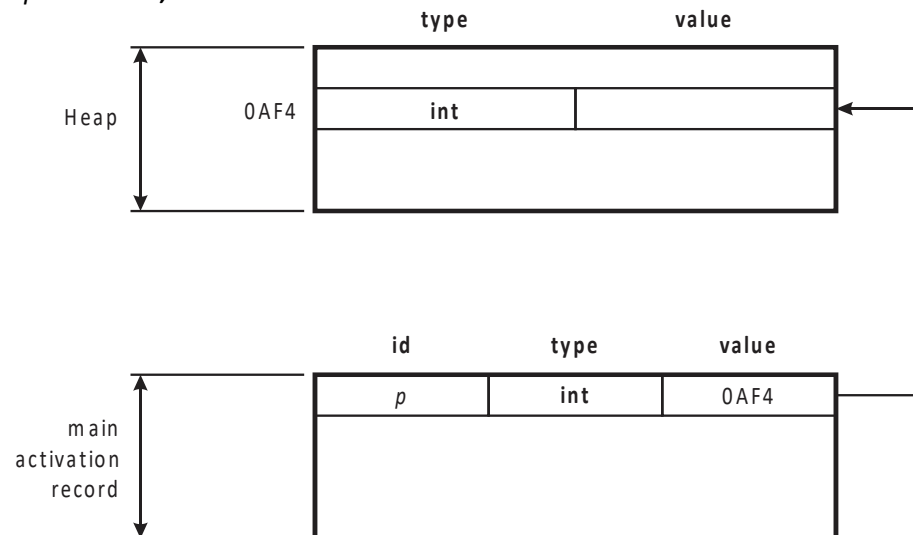 type value
Heap 0AF4 int
id type value
p int 0AF4
main
activation
record